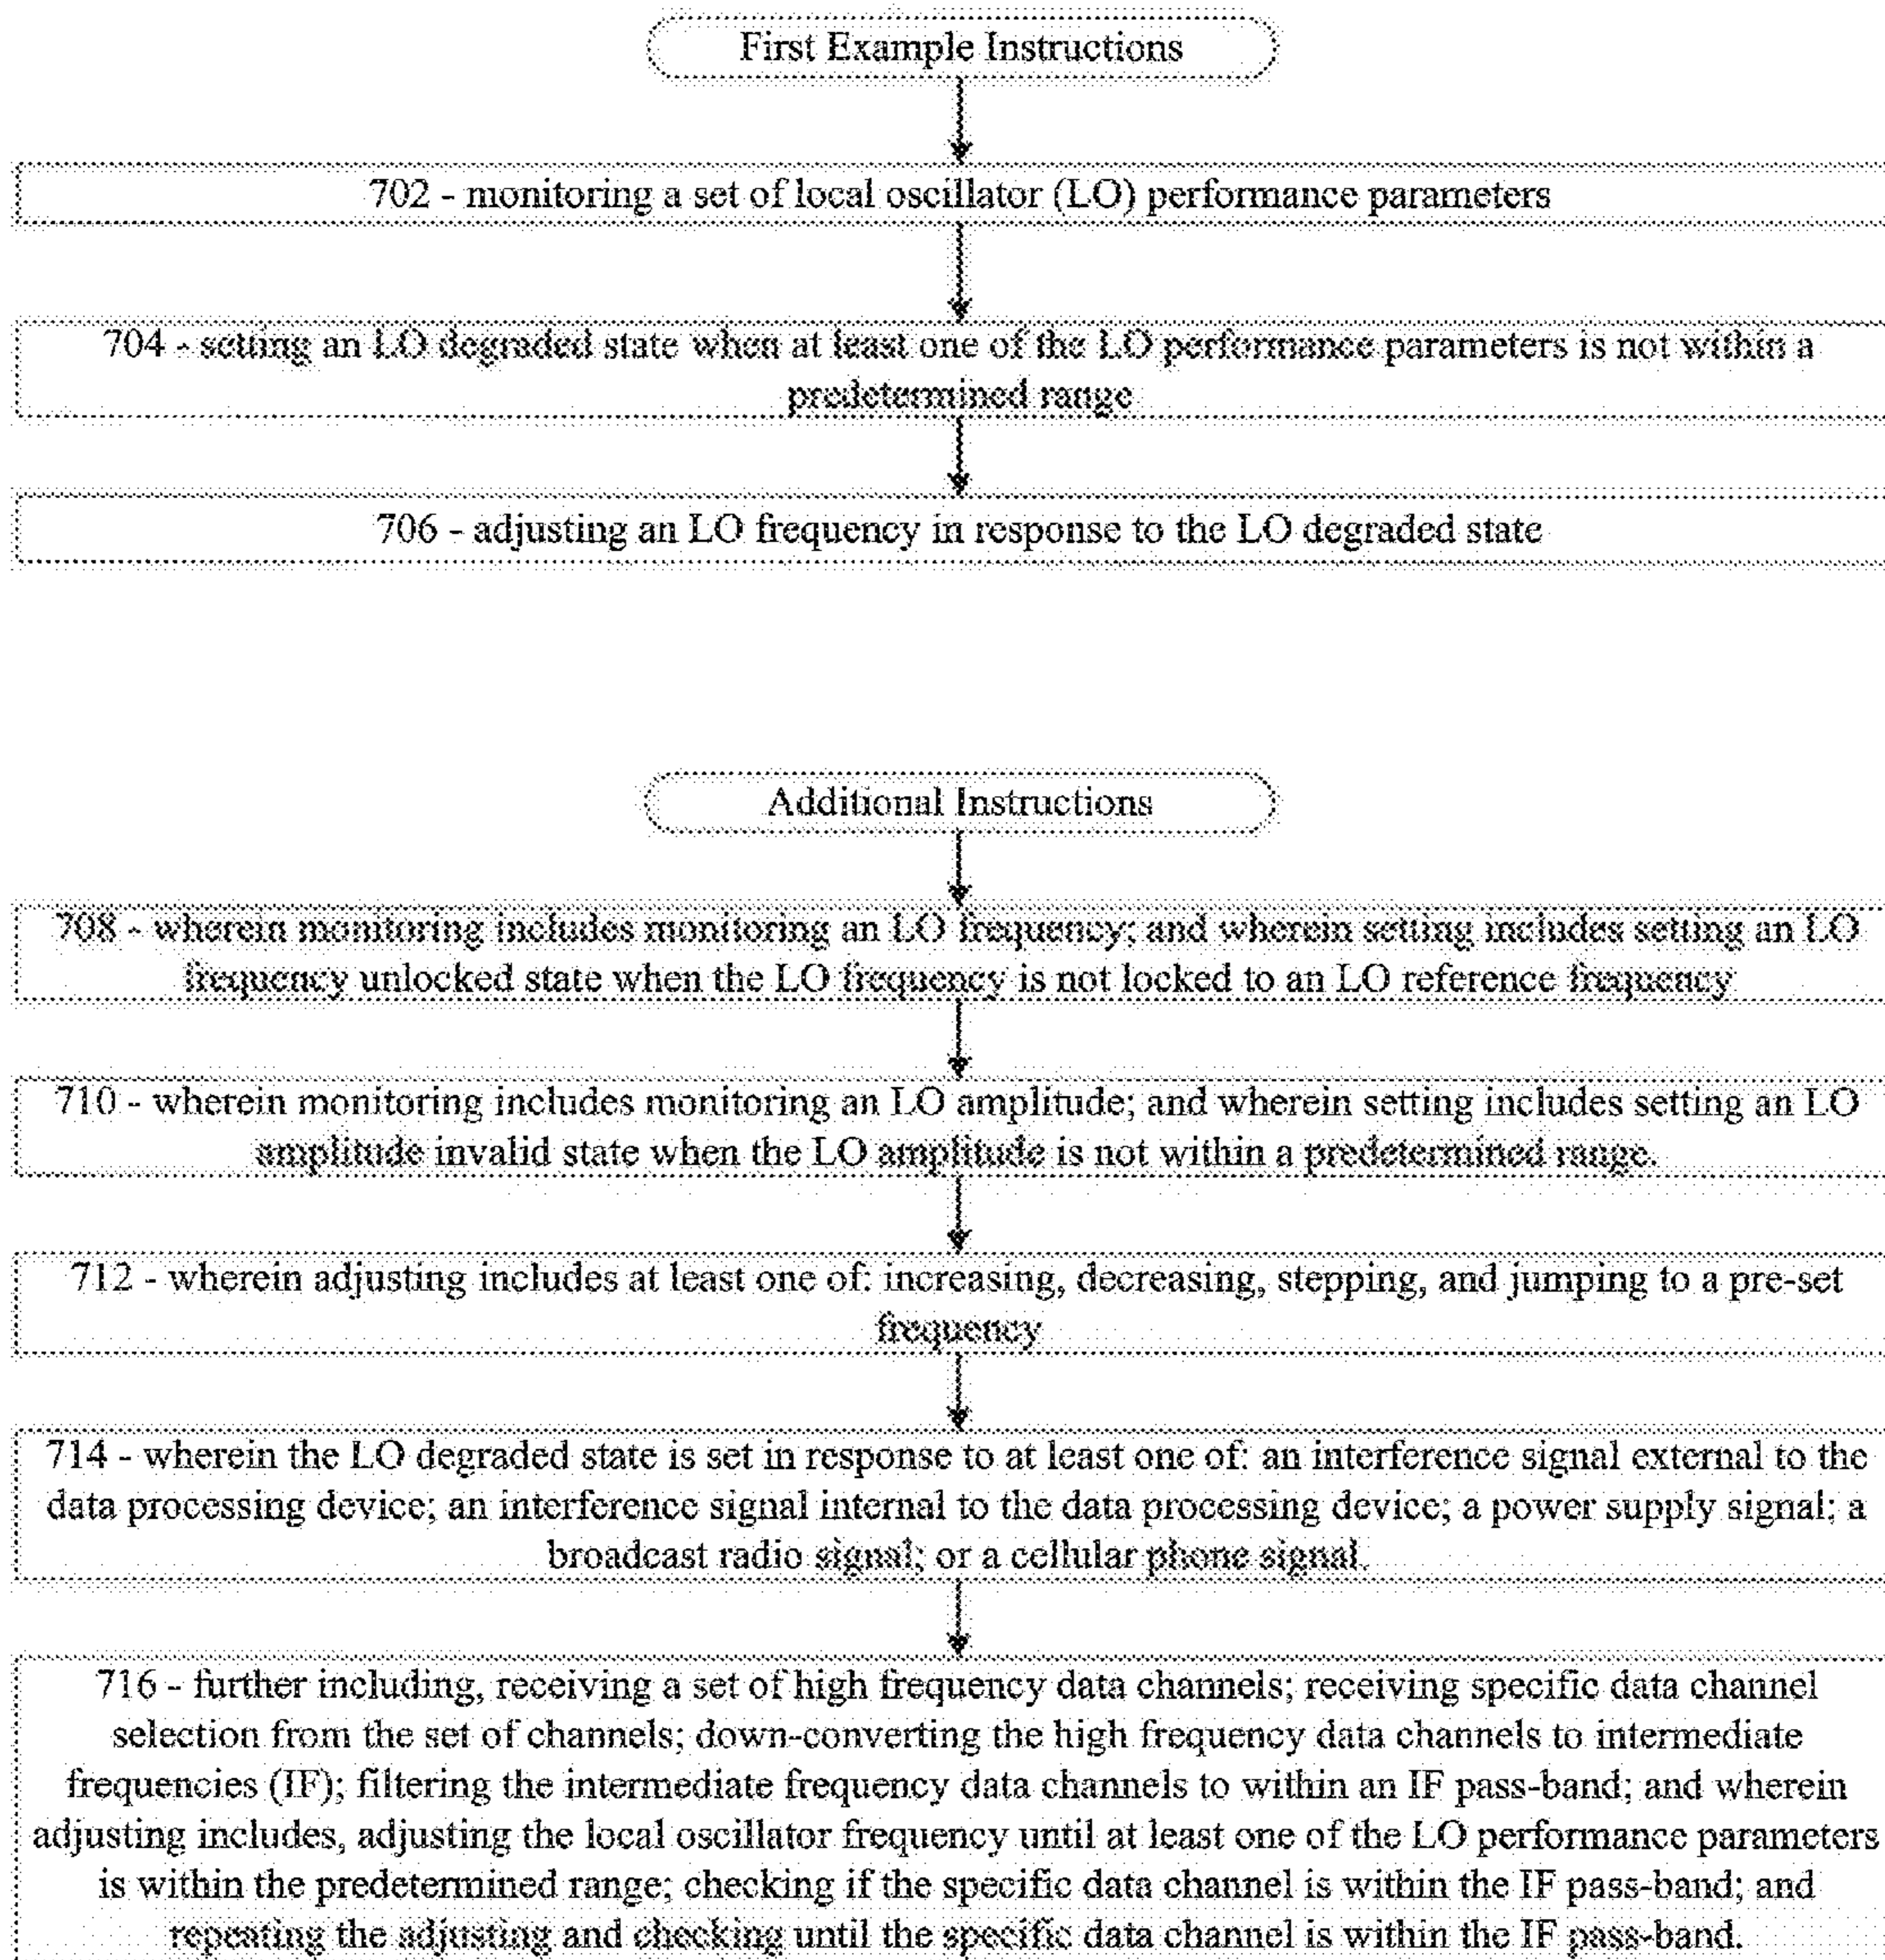 First Example Instructions
702 - monitoring a set of local oscillator (LO) performance parameters
704 - setting an LO degraded state when at least one of the LO performance parameters is not within a
predetermined range
706 - adjusting an LO frequency in response to the LO degraded state
Additional Instructions
708 - wherein monitoring includes monitoring an LO frequency; and wherein setting includes setting an LO
frequency unlocked state when the LO frequency is not locked to an LO reference frequency
710 - wherein monitoring includes monitoring an LO amplitude; and wherein setting includes setting an LO
amplitude invalid state when the LO amplitude is not within a predetermined range.
712 - wherein adjusting includes at least one of: increasing, decreasing, stepping, and jumping to a pre-set
frequency
714 - wherein the LO degraded state is set in response to at least one of: an interference signal external to the
data processing device; an interference signal internal to the data processing device; a power supply signal; a
broadcast radio signal; or a cellular phone signal.
716 - further including, receiving a set of high frequency data channels; receiving specific data channel
selection from the set of channels; down-converting the high frequency data channels to intermediate
frequencies (IF); filtering the intermediate frequency data channels to within an IF pass-band; and wherein
adjusting includes, adjusting the local oscillator frequency until at least one of the LO performance parameters
is within the predetermined range; checking if the specific data channel is within the IF pass-band; and
repeating the adjusting and checking until the specific data channel is within the IF pass-band.